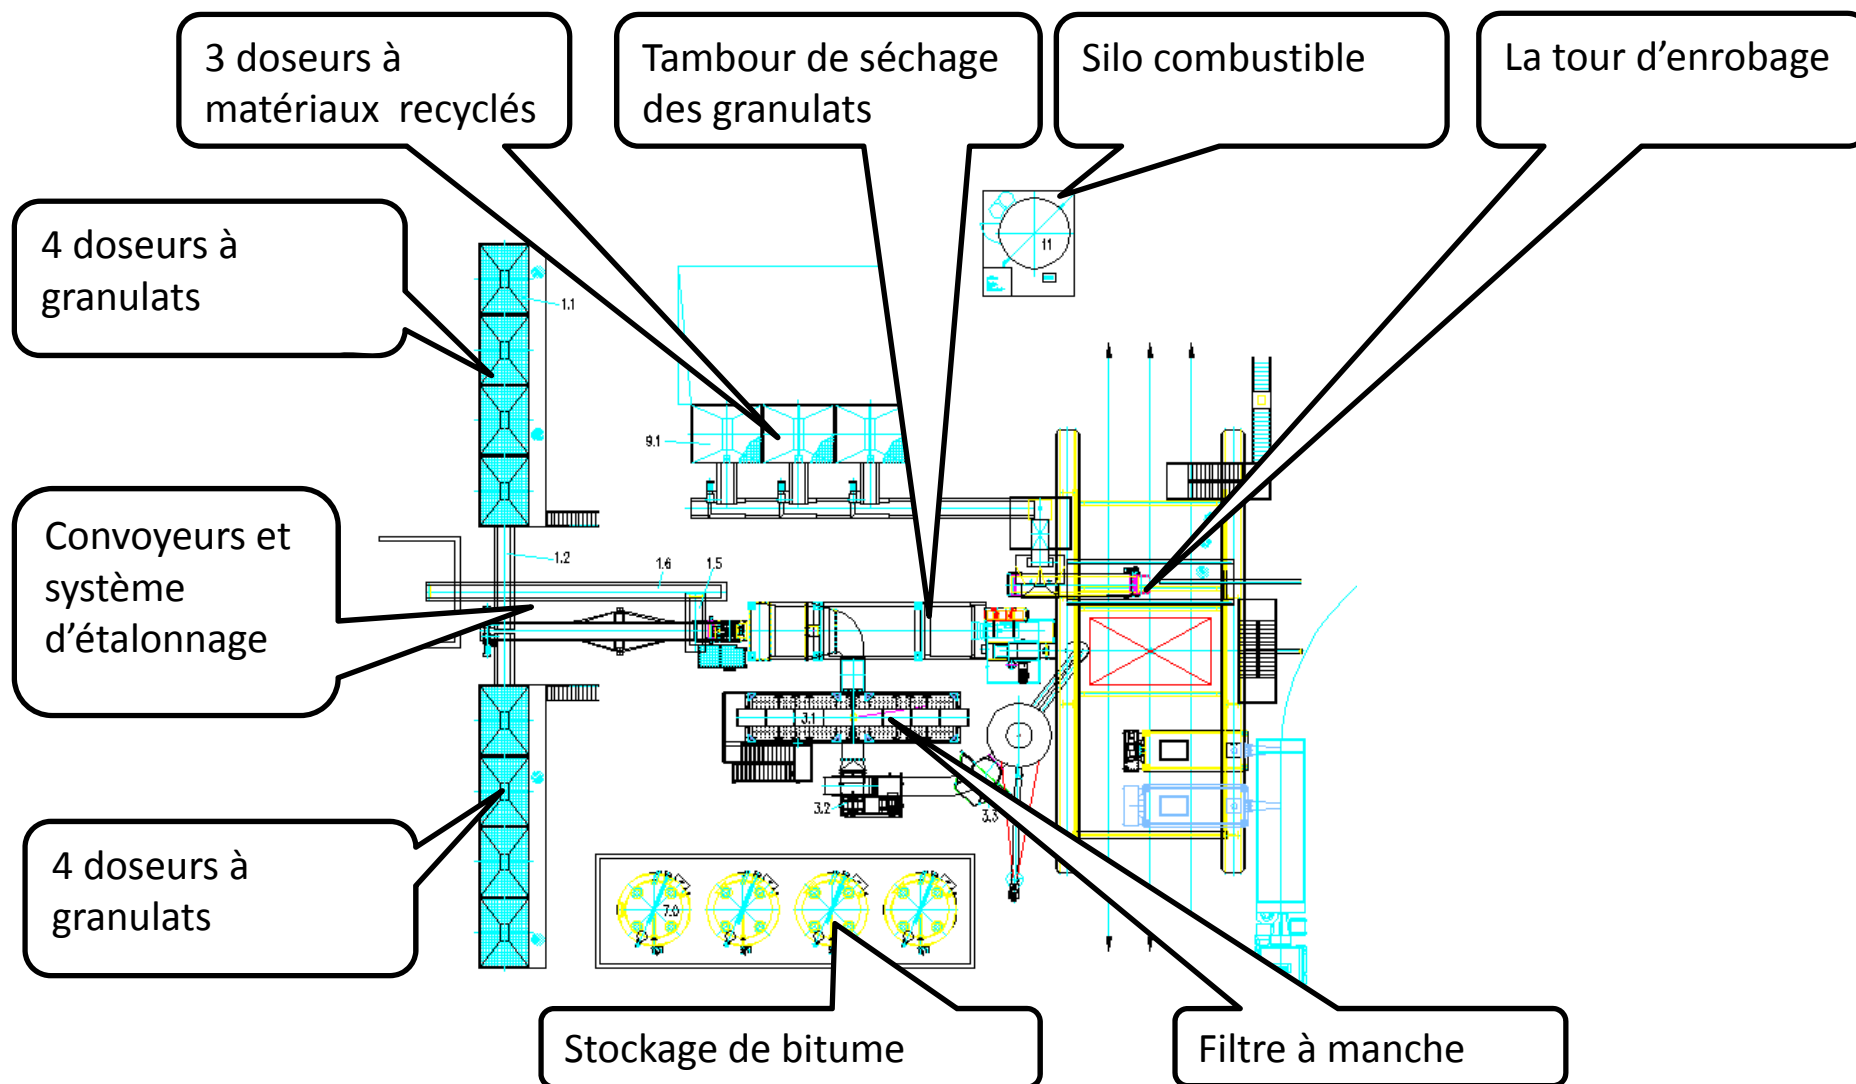 3 doseurs à
matériaux  recyclés
Tambour de séchage
des granulats
Silo combustible
La tour d’enrobage
4 doseurs à
granulats
11
1.1
9.1
Convoyeurs et
système
d’étalonnage
1.2
1.6
1.5
3.1
3.2
3.3
4 doseurs à
granulats
7.0
Stockage de bitume
Filtre à manche